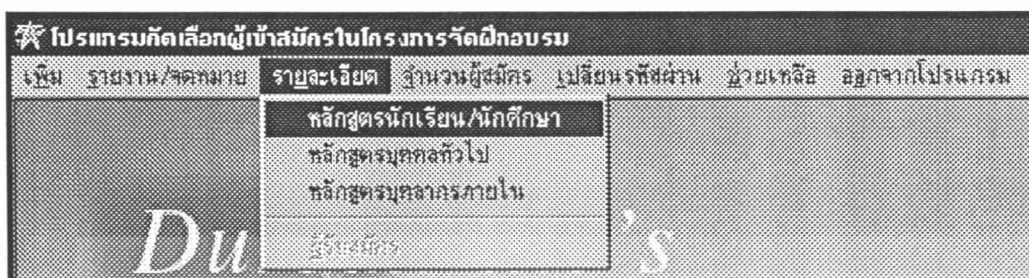 โปรแกรมคัดเลือกผู้เข้าสมัครในโครงการจัดฝึกอบรม
เพิ่ม รายงาน/จดหมาย รายละเอียด จำนวนผู้สมัคร เปลี่ยนรหัสผ่าน ช่วยเหลือ ออกจากโปรแกรม
หลักสูตรนักเรียน/นักศึกษา
หลักสูตรบุคคลทั่วไป
หลักสูตรบุคลากรภายใน
ผู้รับสมัคร
Du 's